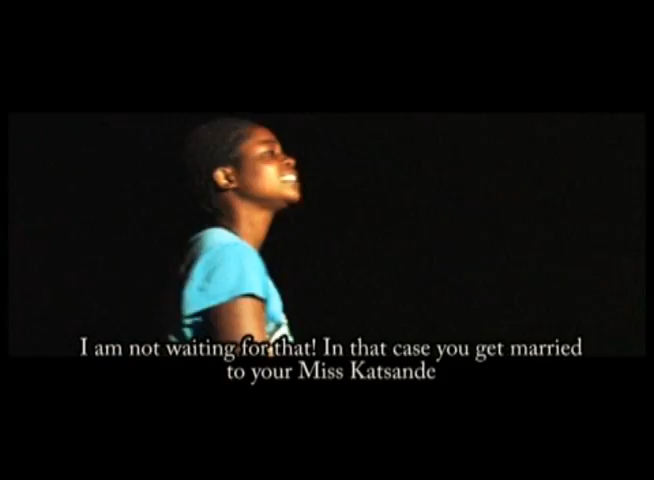 I am not waiting for that! In that case you get married
to your Miss Katsande